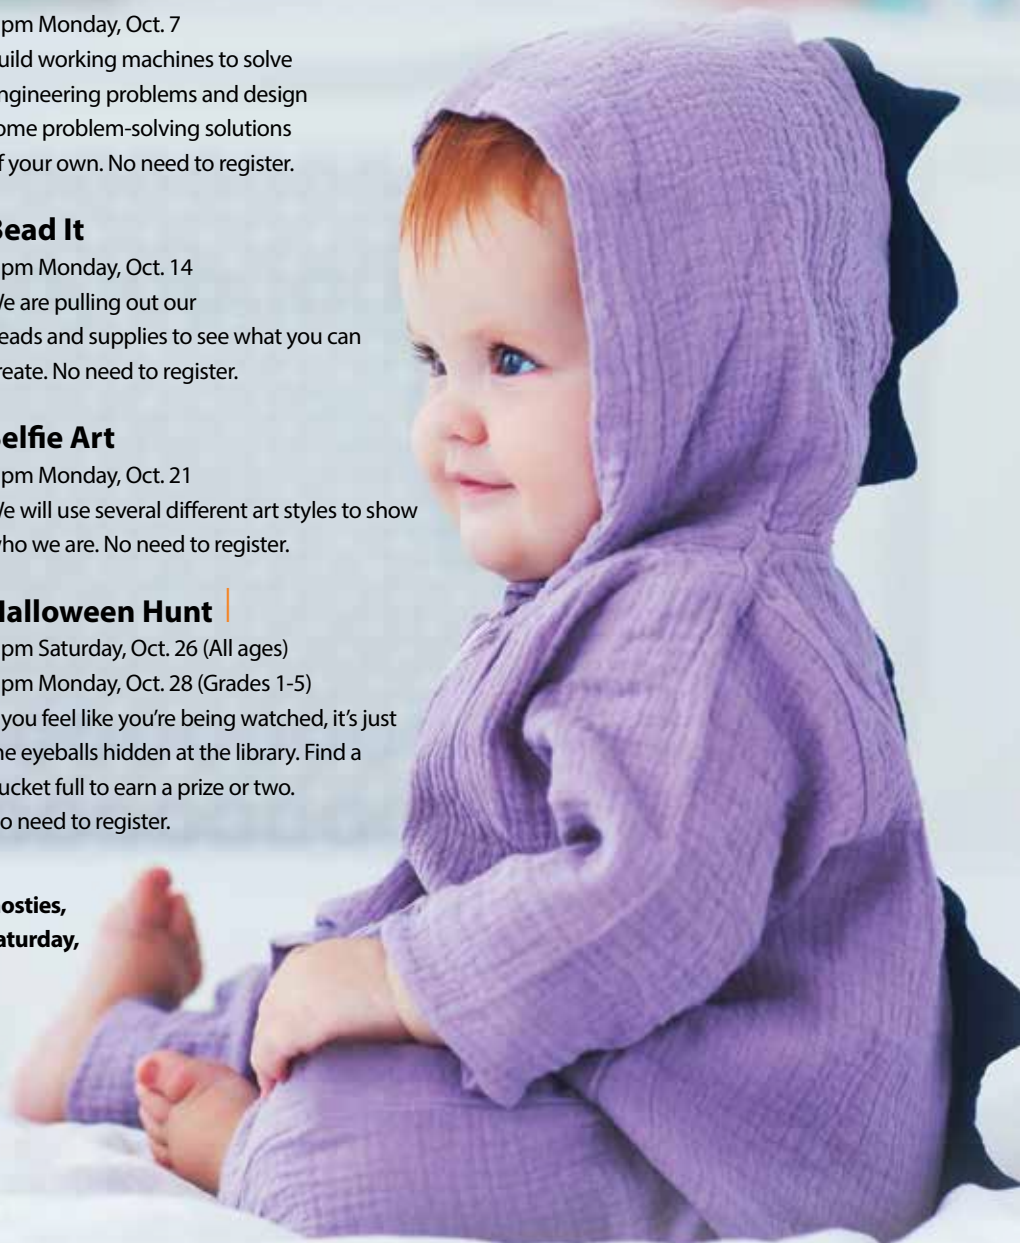 pm Monday, Oct. 7
uild working machines to solve
ngineering problems and design
ome problem-solving solutions
f your own. No need to register.
ead It
pm Monday, Oct. 14
e are pulling out our
eads and supplies to see what you can
reate. No need to register.
elfie Art
pm Monday, Oct. 21
e will use several different art styles to show
ho we are. No need to register.
alloween Hunt
pm Saturday, Oct. 26 (All ages)
pm Monday, Oct. 28 (Grades 1-5)
you feel like you’re being watched, it’s just
he eyeballs hidden at the library. Find a
ucket full to earn a prize or two.
o need to register.
osties,
aturday,